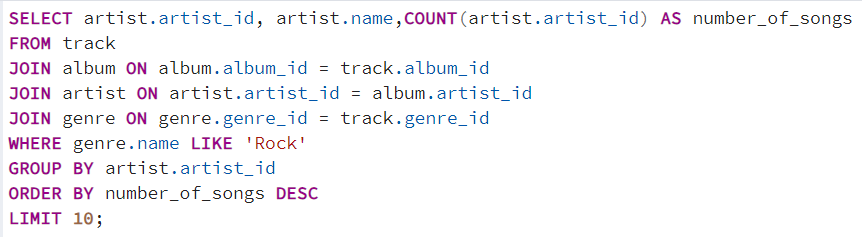 SELECT artist.artist_id, artist.name,COUNT(artist.artist_id) AS number_of_songs
FROM track
JOIN album ON album.album_id = track.album_id
JOIN artist ON artist.artist_id = album.artist_id
JOIN genre ON genre.genre_id = track.genre_id
WHERE genre.name LIKE 'Rock'
GROUP BY artist.artist_id
ORDER BY number_of_songs DESC
LIMIT 10;